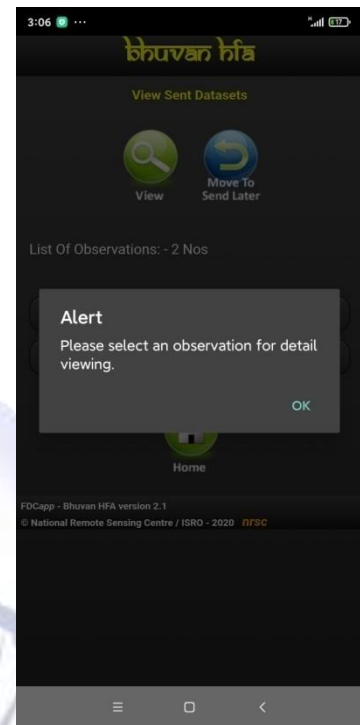 3:06
17
bhuvan hfa
View Sent Datasets
View
Move To
Send Later
List Of Observations: - 2 Nos
Alert
Please select an observation for detail
viewing.
OK
Home
FDCapp - Bhuvan HFA version 2.1
© National Remote Sensing Centre / ISRO - 2020 nrsc